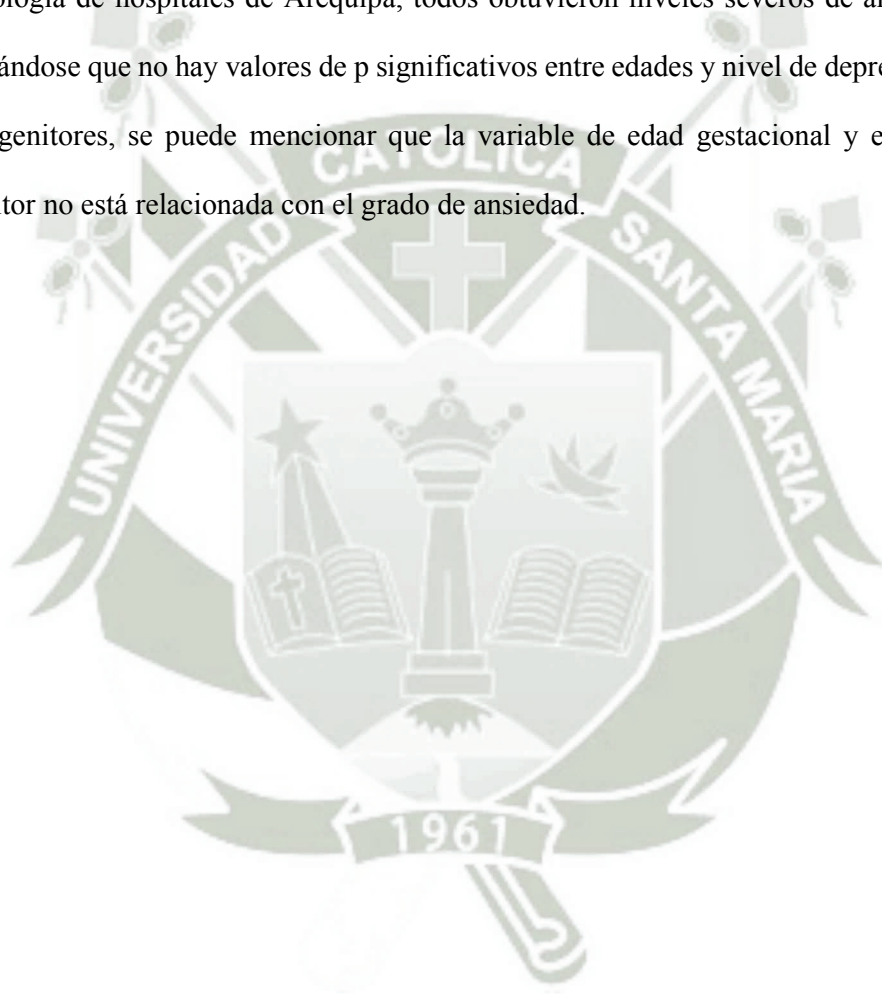 ología de hospitales de Arequipa, todos obtuvieron niveles severos de an
ándose que no hay valores de p significativos entre edades y nivel de depre
genitores, se puede mencionar que la variable de edad gestacional y e
itor no está relacionada con el grado de ansiedad.
UNIVERSIDAD CATOLICA SANTA MARIA
1961